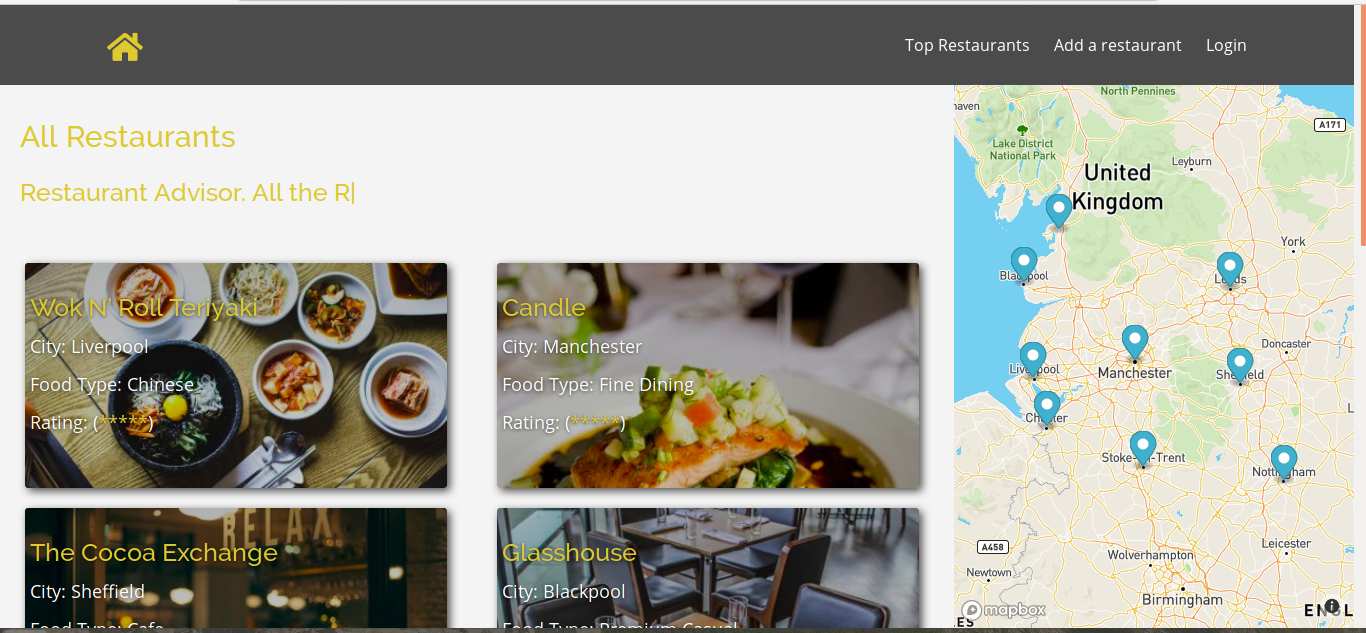 Top Restaurants
Add a restaurant
Login
All Restaurants
Restaurant Advisor. All the R|
Wok N' Roll Teriyaki
City: Liverpool
Food Type: Chinese
Rating: (*****)
Candle
City: Manchester
Food Type: Fine Dining
Rating: (*****)
RELAX
The Cocoa Exchange
City: Sheffield
Food Type: Cafe
Glasshouse
City: Blackpool
Food Type: Premium Casual
North Pennines
haven
A171
Lake District
National Park
Leyburn
United
Kingdom
York
Blackpool
Leeds
Doncaster
Liverpool
Manchester
Sheffield
Chester
Stoke-on-Trent
Nottingham
A458
Leicester
Wolverhampton
Newtown
Birmingham
mapbox
ES